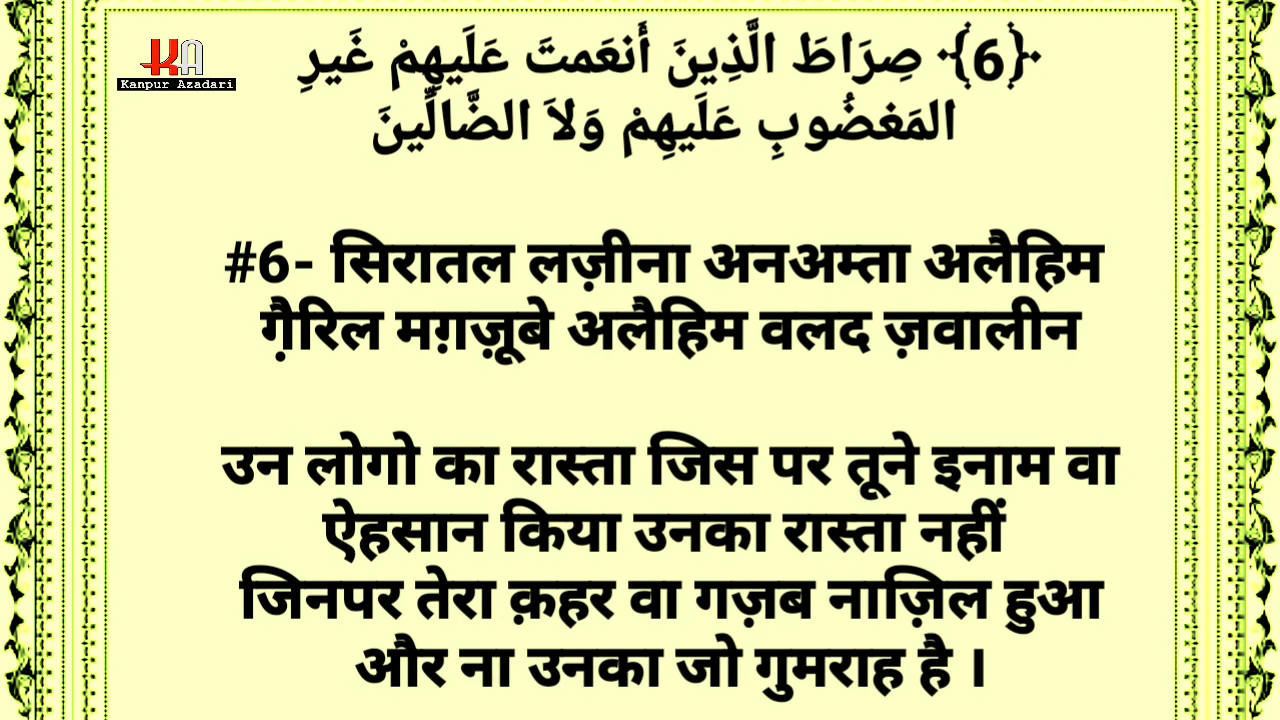 KA
Kanpur Azadari
﴿6﴾ صِرَاطَ الَّذِينَ أَنعَمتَ عَلَيهِمْ غَيرِ
المَغضُوبِ عَلَيهِمْ وَلاَ الضَّالِّينَ
#6- सिरातल लज़ीना अनअम्ता अलैहिम
ग़ैरिल मग़ज़ूबे अलैहिम वलद ज़वालीन
उन लोगो का रास्ता जिस पर तूने इनाम वा
ऐहसान किया उनका रास्ता नहीं
जिनपर तेरा क़हर वा गज़ब नाज़िल हुआ
और ना उनका जो गुमराह है ।